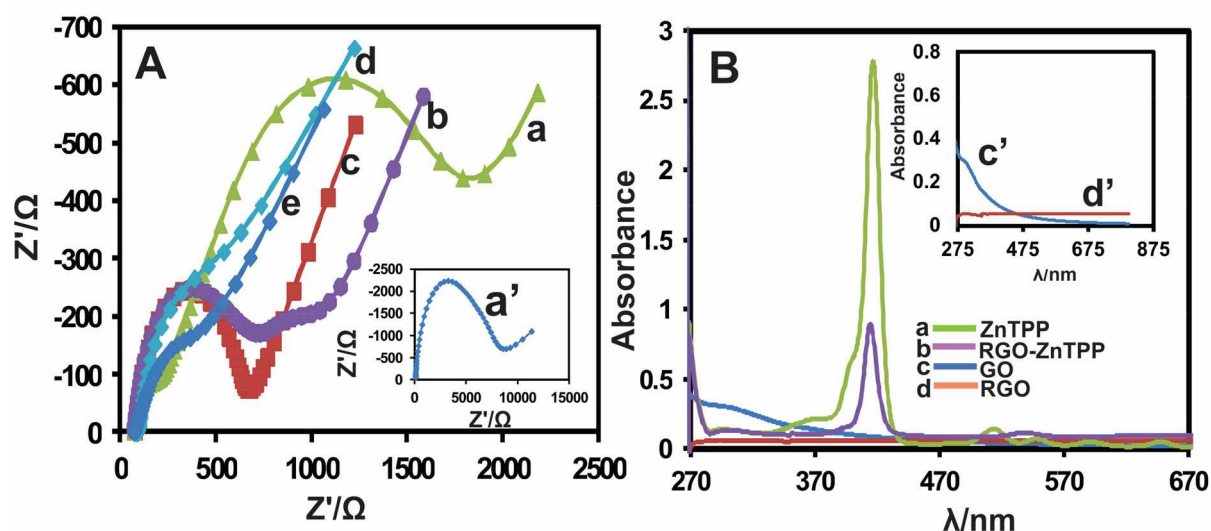 A
-700
-600
-500
-400
-300
-200
-100
0
Z'/Ω
0 500 1000 1500 2000 2500
Z'/Ω
d
b
a
c
e
a’
-2500
-2000
-1500
-1000
-500
0
Z'/Ω
0 5000 10000 15000
Z'/Ω
B
3
2.5
2
1.5
1
0.5
0
Absorbance
270 370 470 570 670
λ/nm
0.8
0.6
0.4
0.2
0
Absorbance
c’
d’
275 475 675 875
λ/nm
a ZnTPP
b RGO-ZnTPP
c GO
d RGO